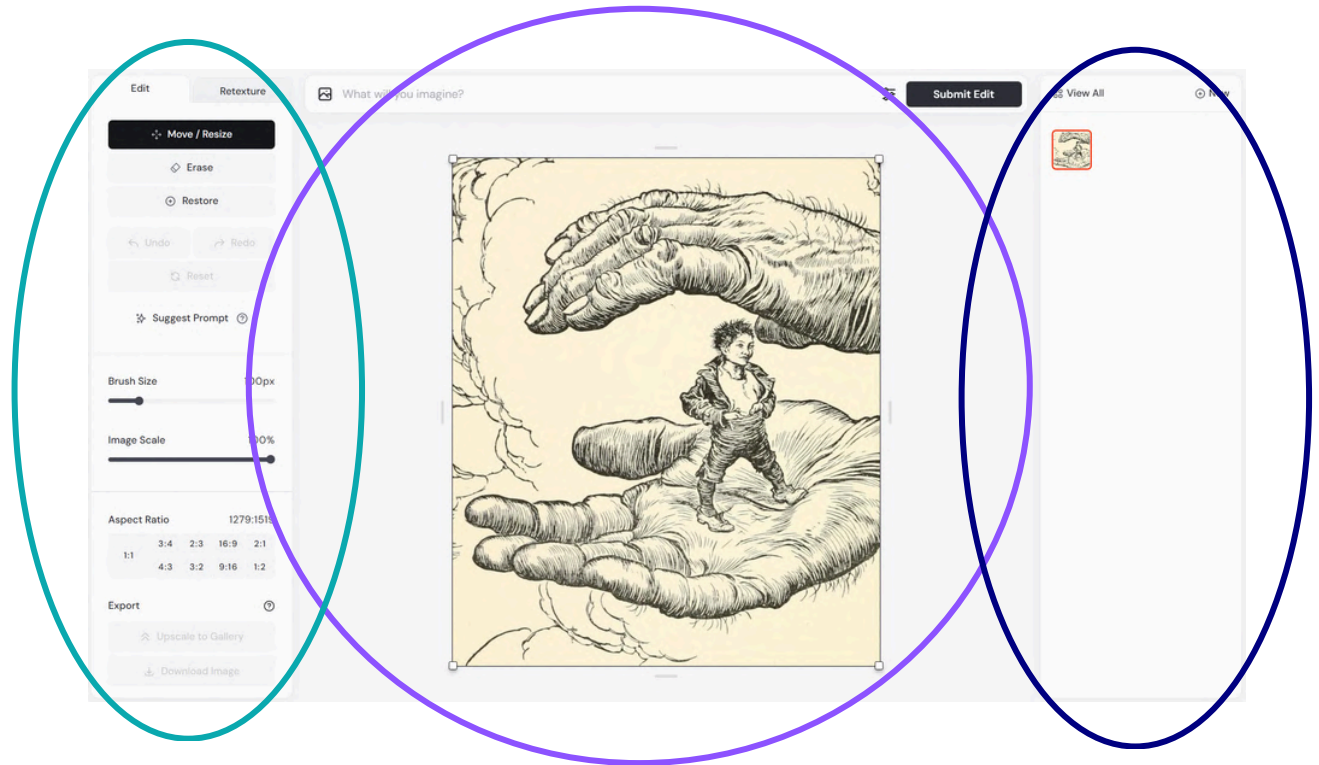 Edit
Retexture
Move / Resize
Erase
Restore
Undo
Redo
Reset
Suggest Prompt
Brush Size
100px
Image Scale
100%
Aspect Ratio
1279:1519
1:1
3:4 2:3 16:9 2:1
4:3 3:2 9:16 1:2
Export
Upscale to Gallery
Download Image
What will you imagine?
Submit Edit
View All
New